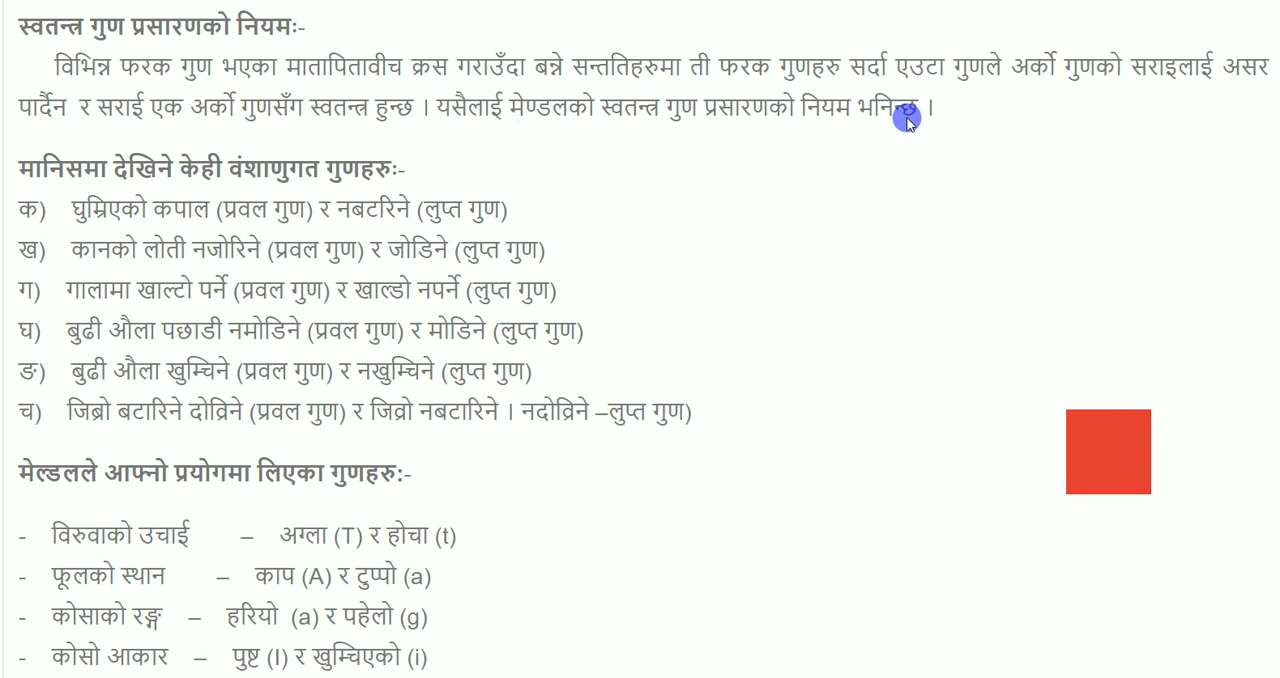 स्वतन्त्र गुण प्रसारणको नियमः-
विभिन्न फरक गुण भएका मातापितावीच क्रस गराउँदा बन्ने सन्ततिहरुमा ती फरक गुणहरु सर्दा एउटा गुणले अर्को गुणको सराइलाई असर
पार्दैन र सराई एक अर्को गुणसँग स्वतन्त्र हुन्छ । यसैलाई मेण्डलको स्वतन्त्र गुण प्रसारणको नियम भनिन्छ ।
मानिसमा देखिने केही वंशाणुगत गुणहरुः-
क) घुम्रिएको कपाल (प्रवल गुण) र नबटरिने (लुप्त गुण)
ख) कानको लोती नजोरिने (प्रवल गुण) र जोडिने (लुप्त गुण)
ग) गालामा खाल्टो पर्ने (प्रवल गुण) र खाल्डो नपर्ने (लुप्त गुण)
घ) बुढी औला पछाडी नमोडिने (प्रवल गुण) र मोडिने (लुप्त गुण)
ङ) बुढी औला खुम्चिने (प्रवल गुण) र नखुम्चिने (लुप्त गुण)
च) जिब्रो बटारिने दोव्रिने (प्रवल गुण) र जिव्रो नबटारिने । नदोव्रिने –लुप्त गुण)
मेल्डलले आफ्नो प्रयोगमा लिएका गुणहरु:-
- विरुवाको उचाई – अग्ला (T) र होचा (t)
- फूलको स्थान – काप (A) र टुप्पो (a)
- कोसाको रङ्ग – हरियो (a) र पहेलो (g)
- कोसो आकार – पुष्ट (I) र खुम्चिएको (i)